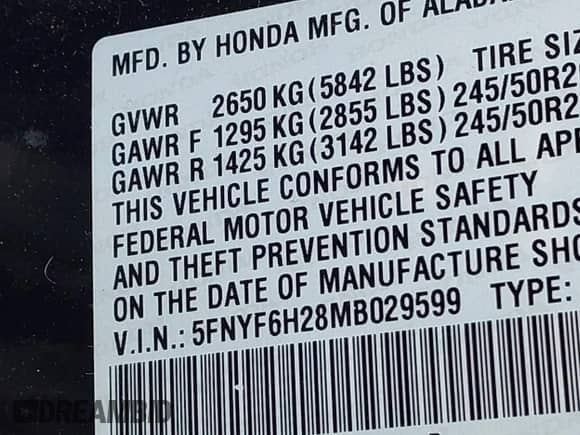 MFD. BY HONDA MFG. OF
GVWR 2650 KG (5842 LBS) TIRE
GAWR F 1295 KG (2855 LBS) 245/50R2
GAWR R 1425 KG (3142 LBS) 245/50R2
THIS VEHICLE CONFORMS TO ALL
FEDERAL MOTOR VEHICLE SAFETY
AND THEFT PREVENTION STANDARDS
ON THE DATE OF MANUFACTURE
V.I.N.: 5FNYF6H28MB029599 TYPE:
DREAMBID